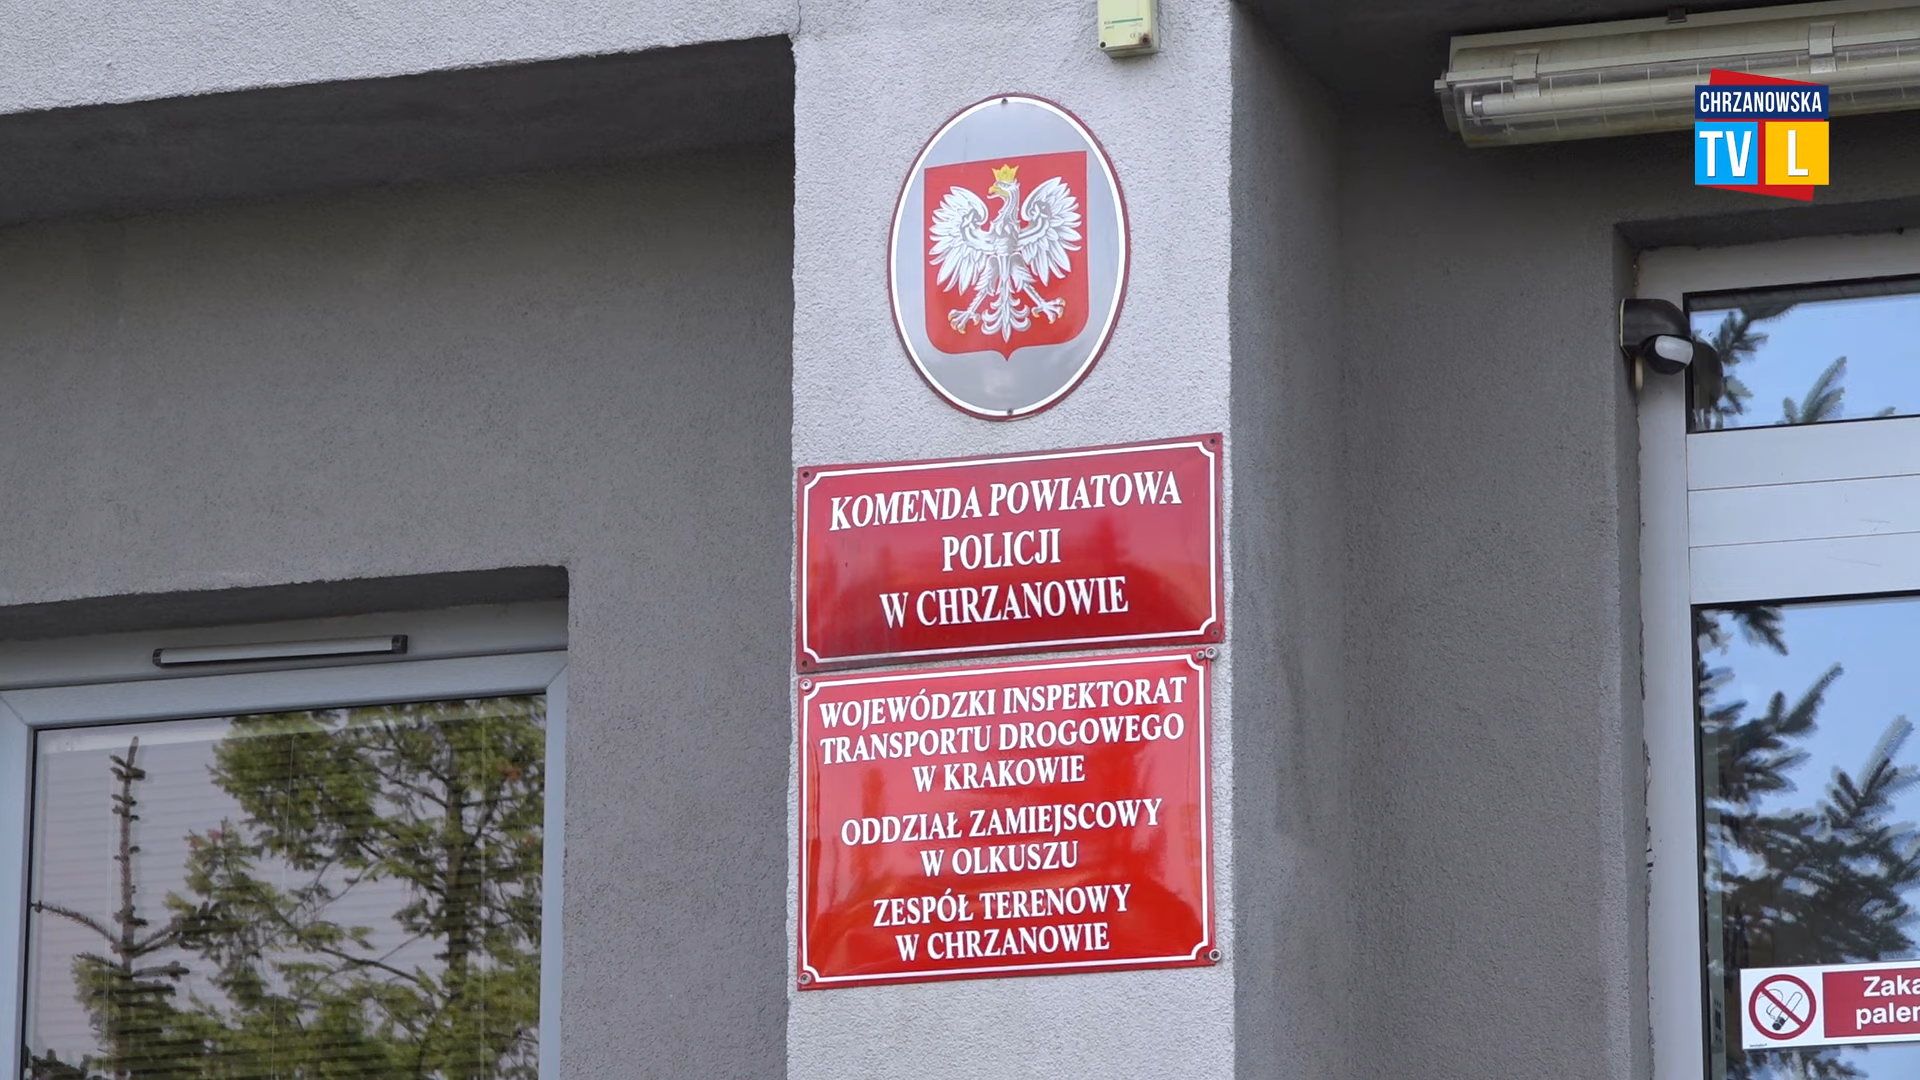 CHRZANOWSKA
TV L
KOMENDA POWIATOWA
POLICJI
W CHRZANOWIE
WOJEWÓDZKI INSPEKTORAT
TRANSPORTU DROGOWEGO
W KRAKOWIE
ODDZIAŁ ZAMIEJSCOWY
W OLKUSZU
ZESPÓŁ TERENOWY
W CHRZANOWIE
Zaka
paler